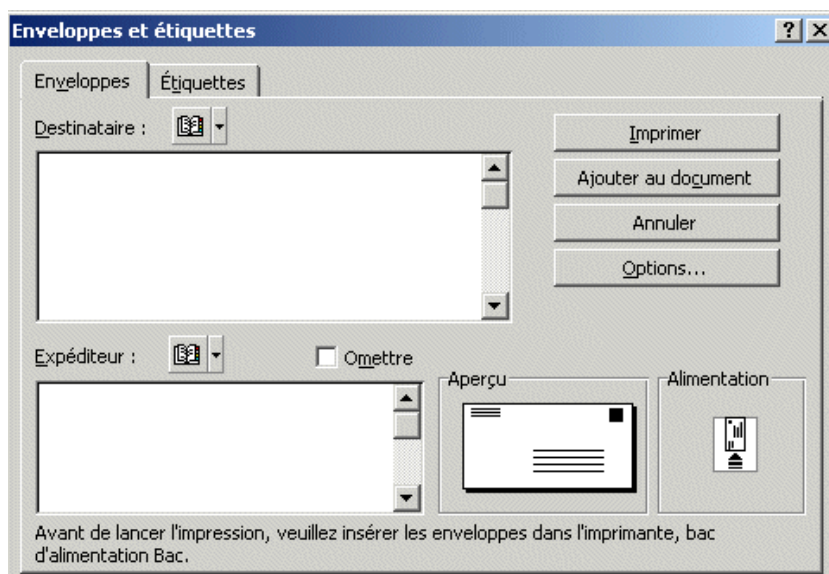 Enveloppes et étiquettes
Enveloppes
Étiquettes
Destinataire :
Imprimer
Ajouter au document
Annuler
Options...
Expéditeur :
Omettre
Aperçu
Alimentation
Avant de lancer l'impression, veuillez insérer les enveloppes dans l'imprimante, bac
d'alimentation Bac.